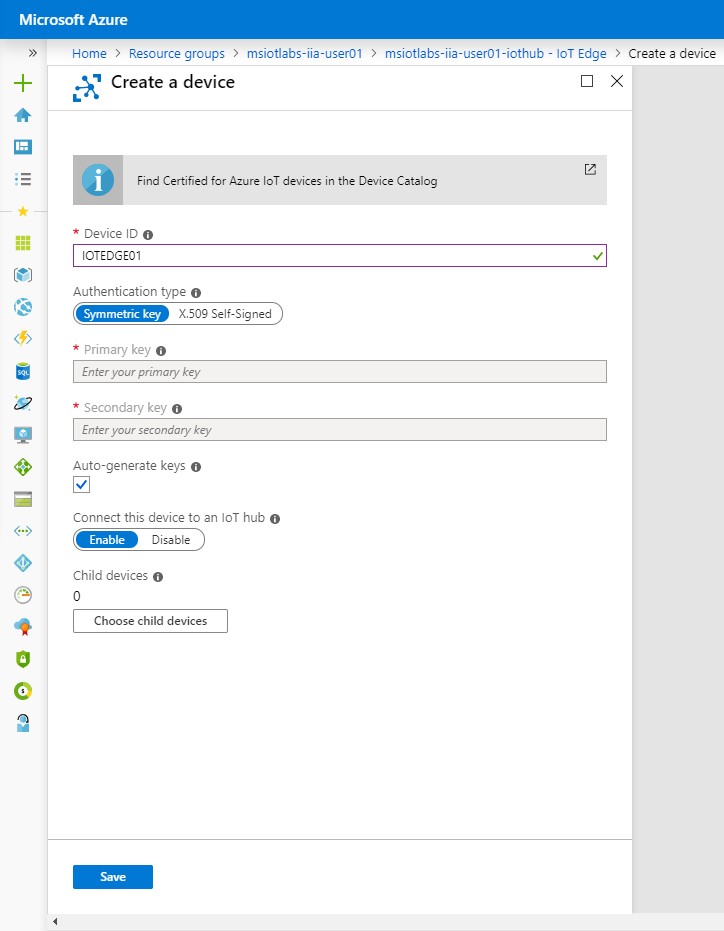 Microsoft Azure
» Home > Resource groups > msiotlabs-iia-user01 > msiotlabs-iia-user01-iothub - IoT Edge > Create a device
Create a device
Find Certified for Azure IoT devices in the Device Catalog
* Device ID
IOTEDGE01
Authentication type
Symmetric key X.509 Self-Signed
* Primary key
Enter your primary key
* Secondary key
Enter your secondary key
Auto-generate keys
Connect this device to an IoT hub
Enable Disable
Child devices
0
Choose child devices
Save